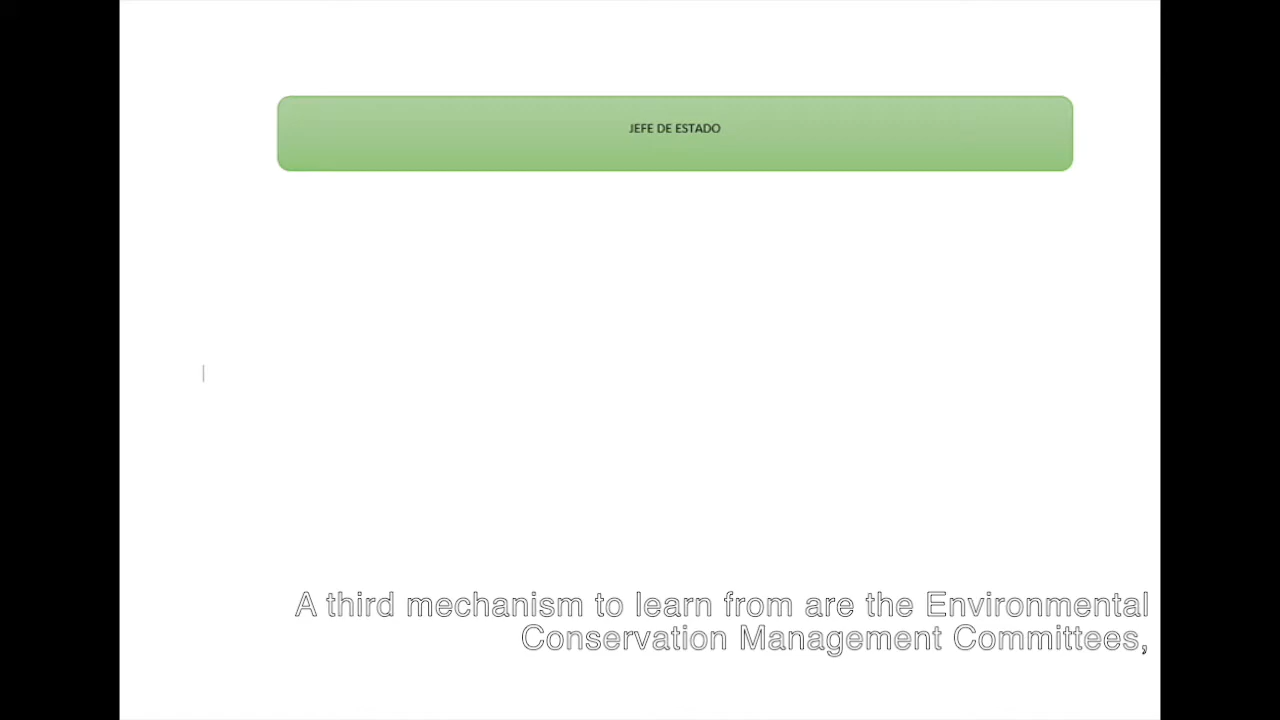 JEFE DE ESTADO
A third mechanism to learn from are the Environmental
Conservation Management Committees,